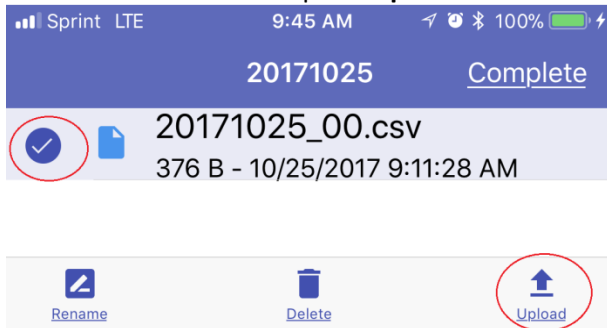 Sprint LTE 9:45 AM 100%
20171025 Complete
20171025_00.csv
376 B - 10/25/2017 9:11:28 AM
Rename Delete Upload